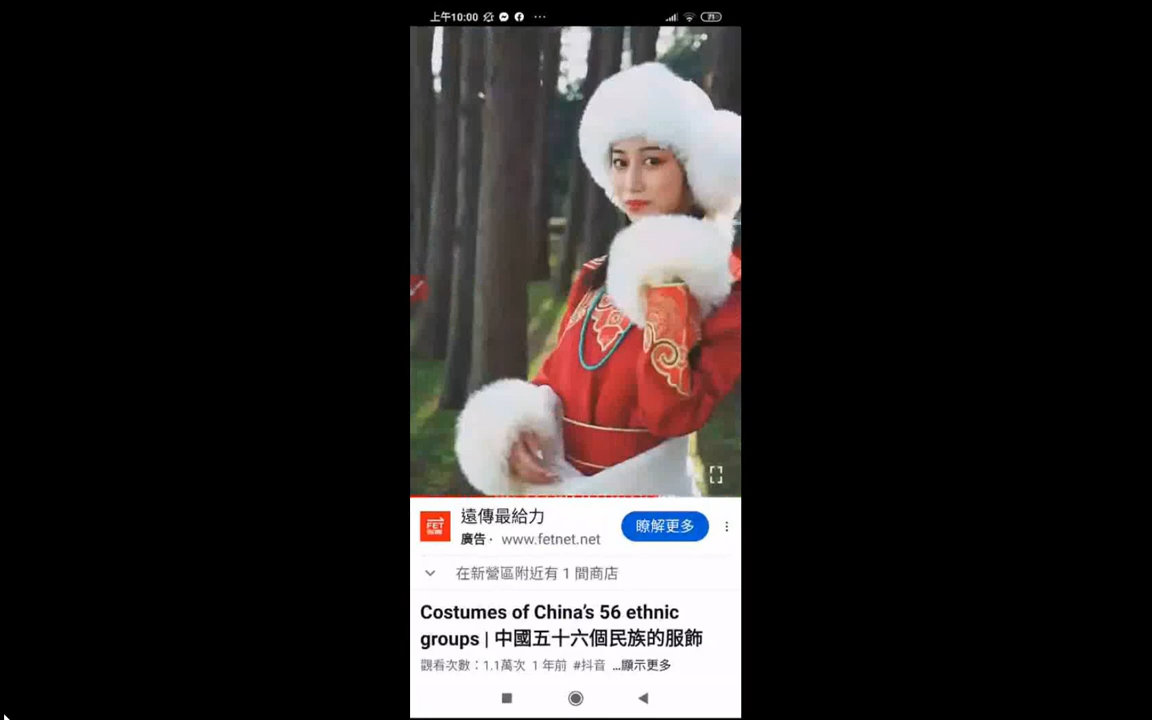 上午10:00
FET
遠傳最給力
廣告· www.fetnet.net
瞭解更多
在新營區附近有 1 間商店
Costumes of China’s 56 ethnic
groups | 中國五十六個民族的服飾
觀看次數：1.1萬次 1 年前 #抖音 ...顯示更多